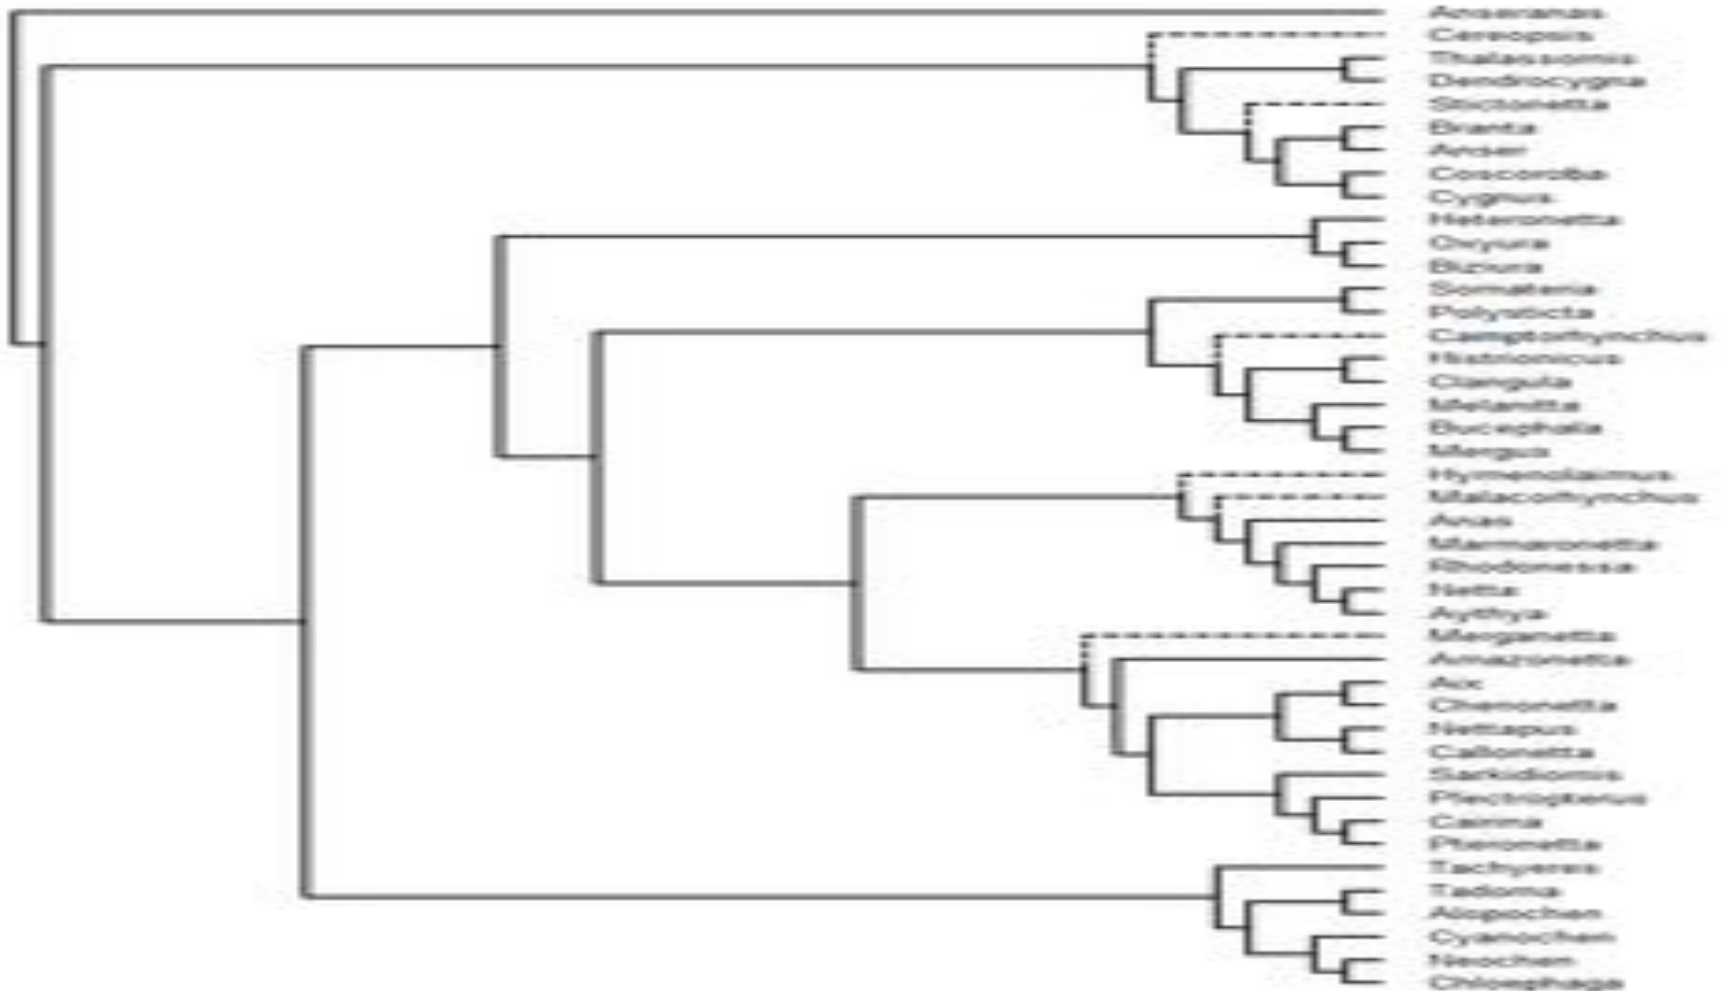 Anseranas
Cereopsis
Thalassornis
Dendrocygna
Stictonetta
Branta
Anser
Coscoroba
Cygnus
Heteronetta
Oxyura
Biziura
Somateria
Polysticta
Camptorhynchus
Histrionicus
Clangula
Melanitta
Bucephala
Mergus
Hymenolaimus
Malacorhynchus
Anas
Marmaronetta
Rhodonessa
Netta
Aythya
Merganetta
Amazonetta
Aix
Chenonetta
Nettapus
Callonetta
Sarkidiornis
Plectropterus
Cairina
Pteronetta
Tachyeres
Tadorna
Alopochen
Cyanochen
Neochen
Chloephaga